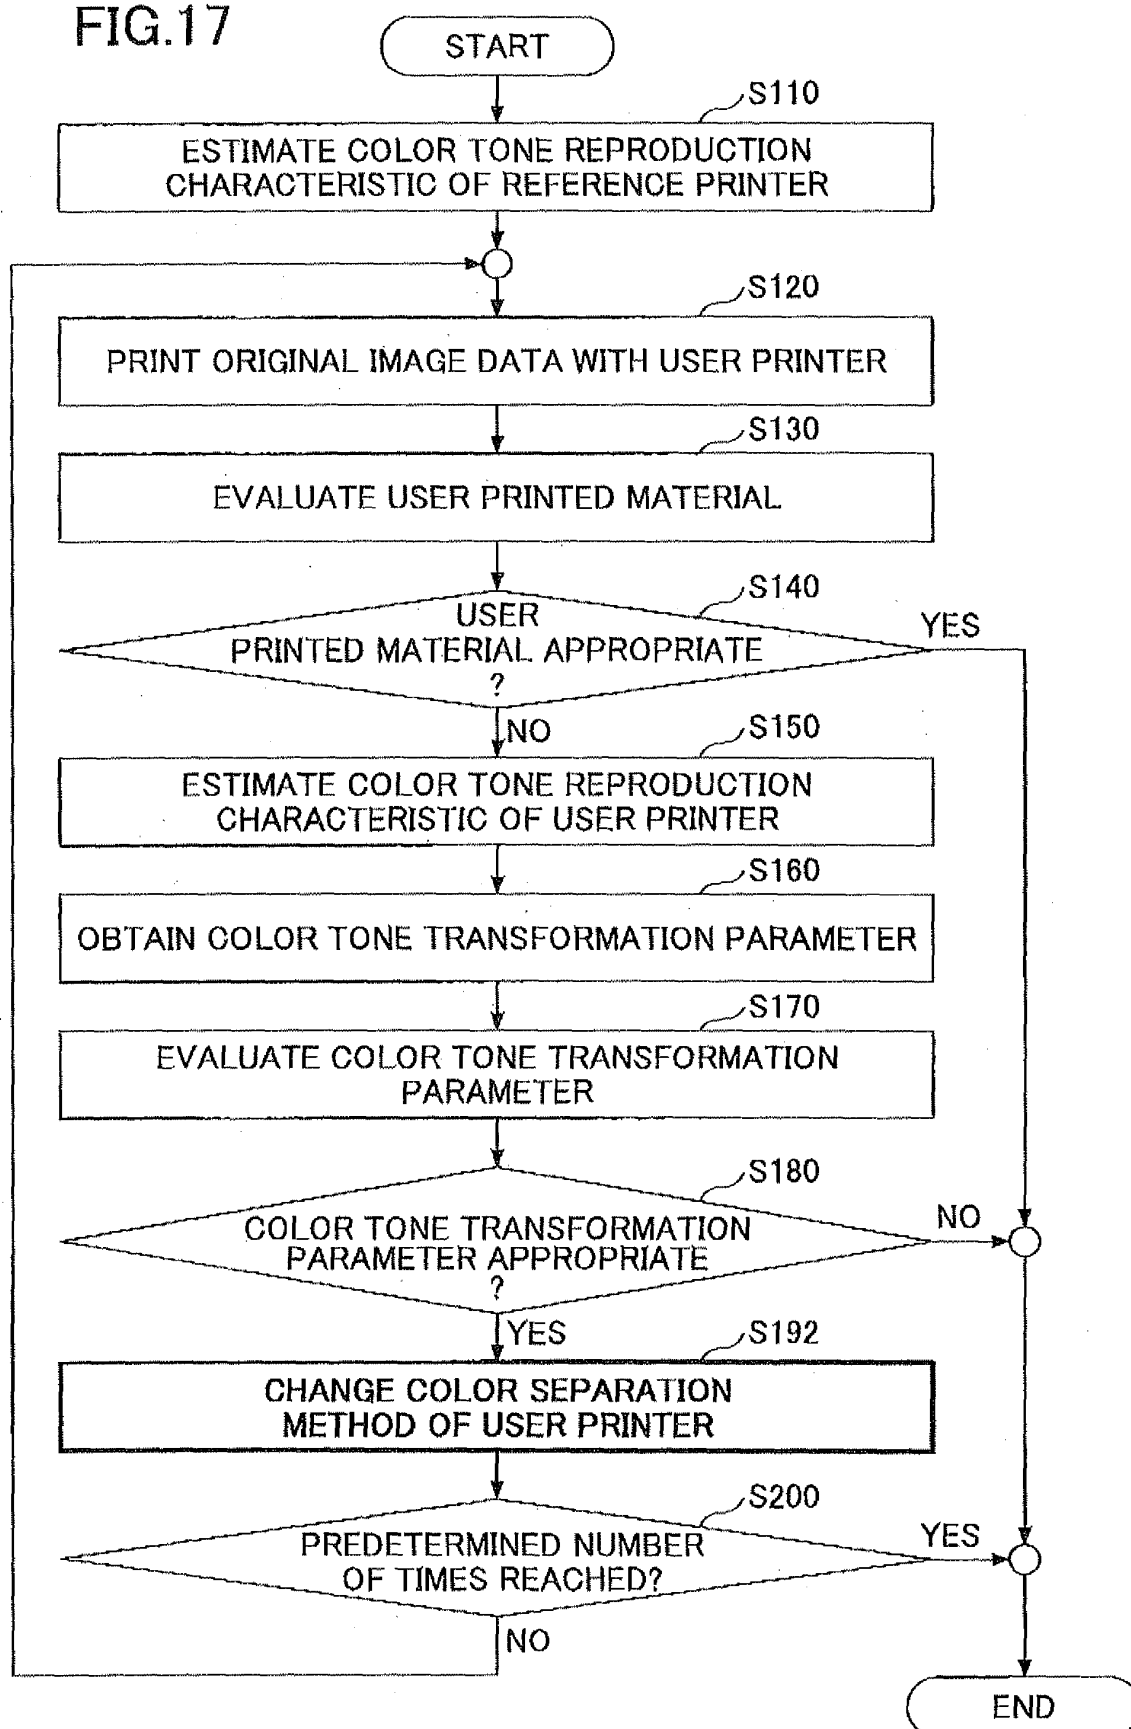 FIG.17
START
S110
ESTIMATE COLOR TONE REPRODUCTION
CHARACTERISTIC OF REFERENCE PRINTER
S120
PRINT ORIGINAL IMAGE DATA WITH USER PRINTER
S130
EVALUATE USER PRINTED MATERIAL
S140
USER
PRINTED MATERIAL APPROPRIATE
?
YES
NO
S150
ESTIMATE COLOR TONE REPRODUCTION
CHARACTERISTIC OF USER PRINTER
S160
OBTAIN COLOR TONE TRANSFORMATION PARAMETER
S170
EVALUATE COLOR TONE TRANSFORMATION
PARAMETER
S180
COLOR TONE TRANSFORMATION
PARAMETER APPROPRIATE
?
NO
YES
S192
CHANGE COLOR SEPARATION
METHOD OF USER PRINTER
S200
PREDETERMINED NUMBER
OF TIMES REACHED?
YES
NO
END